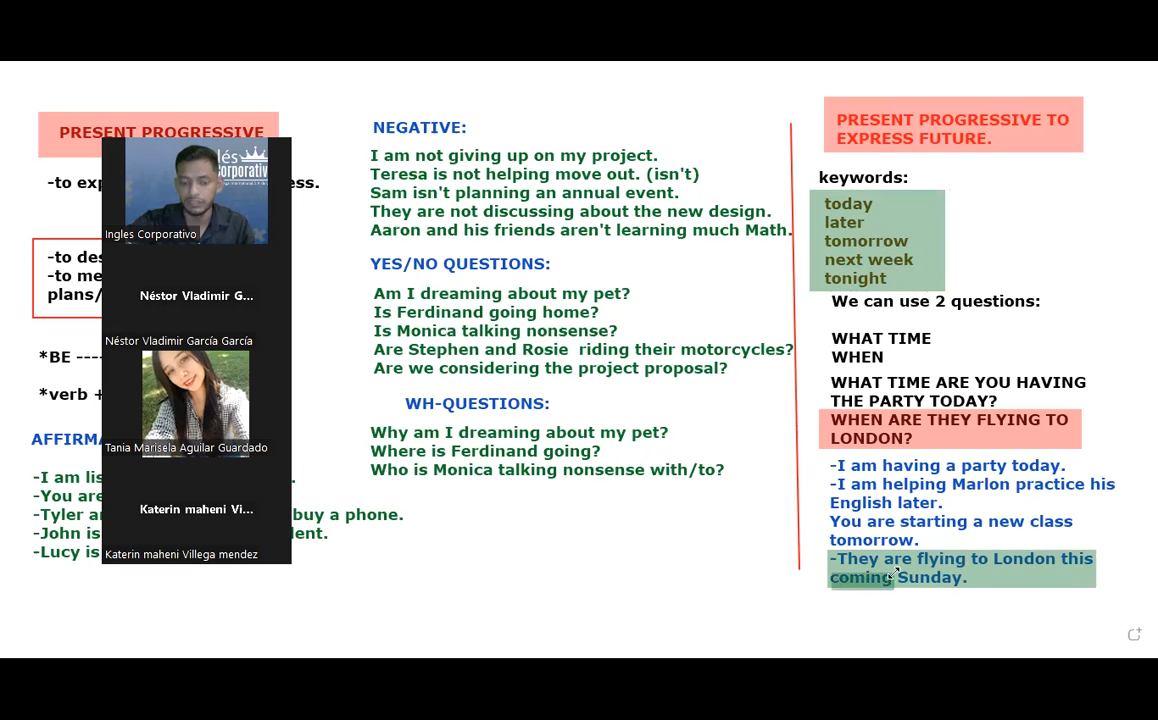 PRESENT PROGRESSIVE
-to exp ess.
-to des
-to me
plans/
*BE ----
*verb +
AFFIRMA
-I am lis .
-You are
-Tyler ar buy a phone.
-John is lent.
-Lucy is
lés
orporativ
Ingles Corporativo
Néstor Vladimir G...
Néstor Vladimir García García
Tania Marisela Aguilar Guardado
Katerin maheni Vi...
Katerin maheni Villega mendez
NEGATIVE:
I am not giving up on my project.
Teresa is not helping move out. (isn't)
Sam isn't planning an annual event.
They are not discussing about the new design.
Aaron and his friends aren't learning much Math.
YES/NO QUESTIONS:
Am I dreaming about my pet?
Is Ferdinand going home?
Is Monica talking nonsense?
Are Stephen and Rosie  riding their motorcycles?
Are we considering the project proposal?
WH-QUESTIONS:
Why am I dreaming about my pet?
Where is Ferdinand going?
Who is Monica talking nonsense with/to?
PRESENT PROGRESSIVE TO
EXPRESS FUTURE.
keywords:
today
later
tomorrow
next week
tonight
We can use 2 questions:
WHAT TIME
WHEN
WHAT TIME ARE YOU HAVING
THE PARTY TODAY?
WHEN ARE THEY FLYING TO
LONDON?
-I am having a party today.
-I am helping Marlon practice his
English later.
You are starting a new class
tomorrow.
-They are flying to London this
coming Sunday.